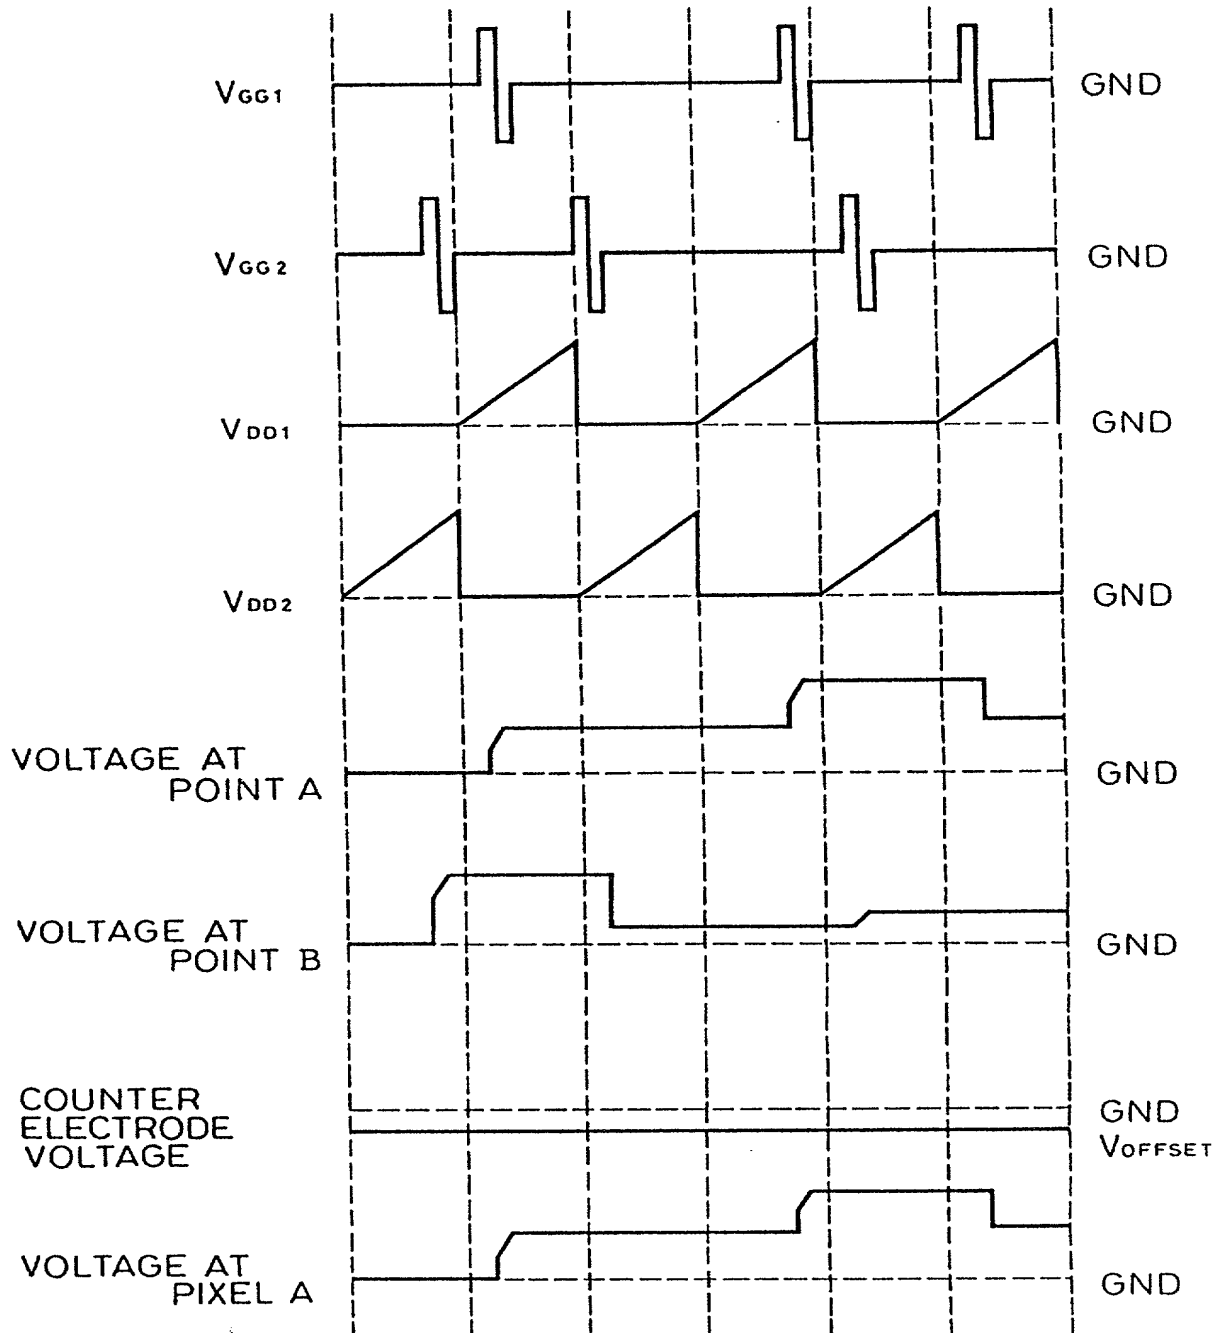 VGG1 GND
VGG2 GND
VDD1 GND
VDD2 GND
VOLTAGE AT
POINT A GND
VOLTAGE AT
POINT B GND
COUNTER GND
ELECTRODE
VOLTAGE VOFFSET
VOLTAGE AT
PIXEL A GND